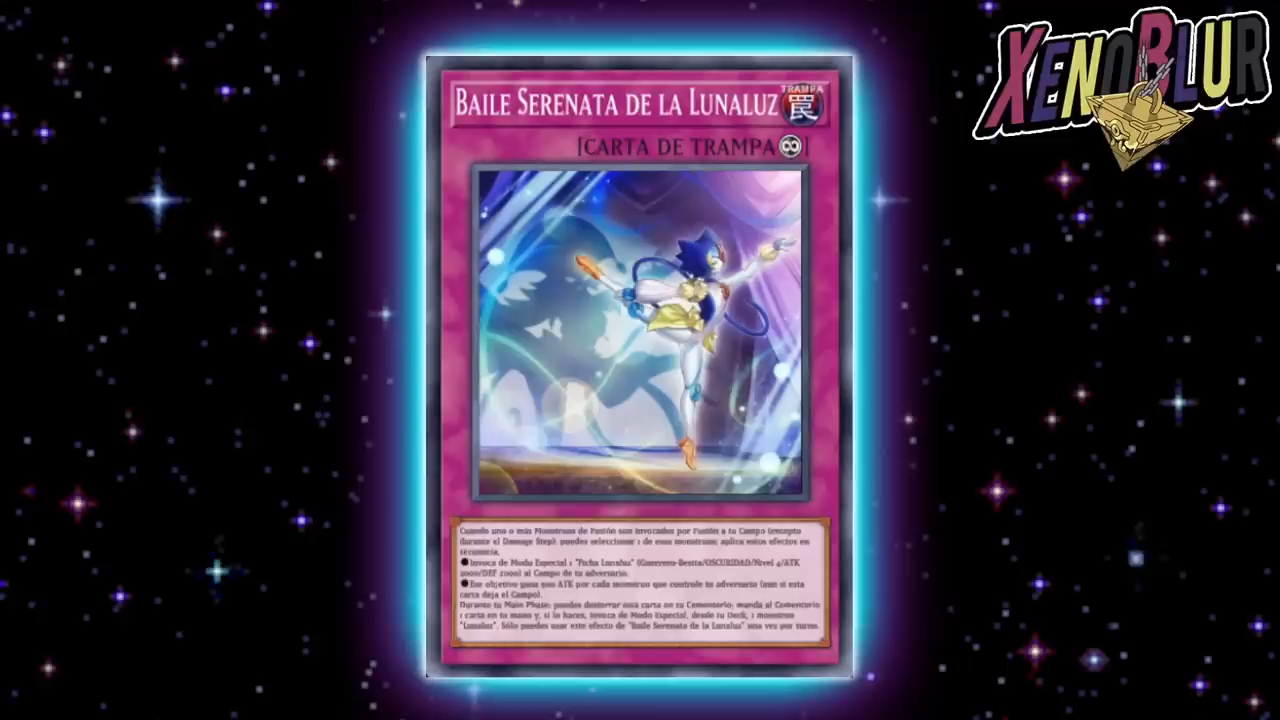 XENOBLUR
BAILE SERENATA DE LA LUNALUZ
TRAMPA
罠
[CARTA DE TRAMPA ]
Cuando uno o más Monstruos de Fusión son invocados por Fusión a tu Campo (excepto
durante el Damage Step): puedes seleccionar 1 de esos monstruos; aplica estos efectos en
secuencia.
●Invoca de Modo Especial 1 "Ficha Lunaluz" (Guerrero-Bestia/OSCURIDAD/Nivel 4/ATK
2000/DEF 2000) al Campo de tu adversario.
●Ese objetivo gana 500 ATK por cada monstruo que controle tu adversario (aun si esta
carta deja el Campo).
Durante tu Main Phase: puedes desterrar esta carta en tu Cementerio; manda al Cementerio
1 carta en tu mano y, si lo haces, invoca de Modo Especial, desde tu Deck, 1 monstruo
"Lunaluz". Sólo puedes usar este efecto de "Baile Serenata de la Lunaluz" una vez por turno.